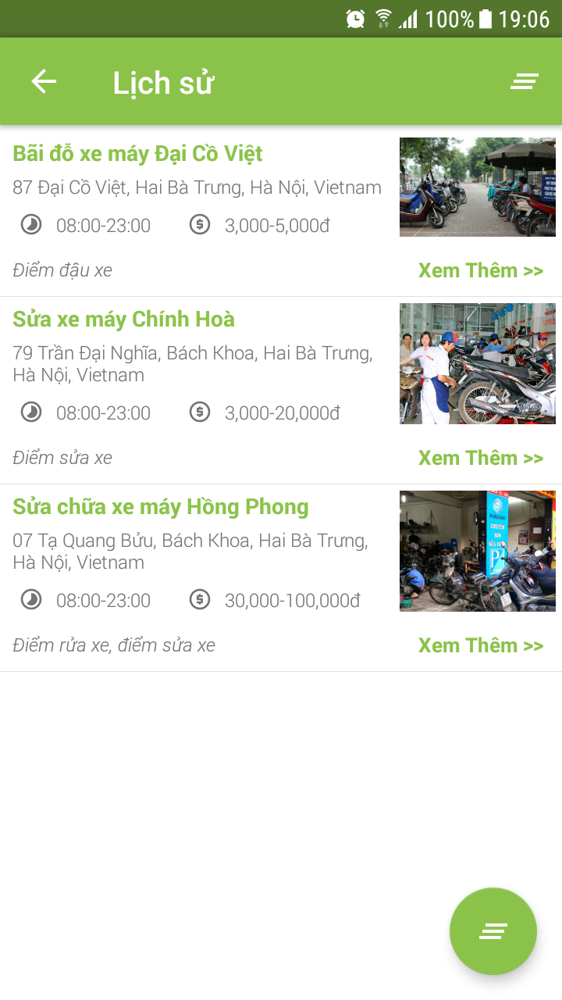 100% 19:06
Lịch sử
Bãi đỗ xe máy Đại Cồ Việt
87 Đại Cồ Việt, Hai Bà Trưng, Hà Nội, Vietnam
08:00-23:00 3,000-5,000đ
Điểm đậu xe Xem Thêm >>
Sửa xe máy Chính Hoà
79 Trần Đại Nghĩa, Bách Khoa, Hai Bà Trưng,
Hà Nội, Vietnam
08:00-23:00 3,000-20,000đ
Điểm sửa xe Xem Thêm >>
Sửa chữa xe máy Hồng Phong
07 Tạ Quang Bửu, Bách Khoa, Hai Bà Trưng,
Hà Nội, Vietnam
PIAGGIO
CHUYÊN
SƠN
08:00-23:00 30,000-100,000đ
Điểm rửa xe, điểm sửa xe Xem Thêm >>